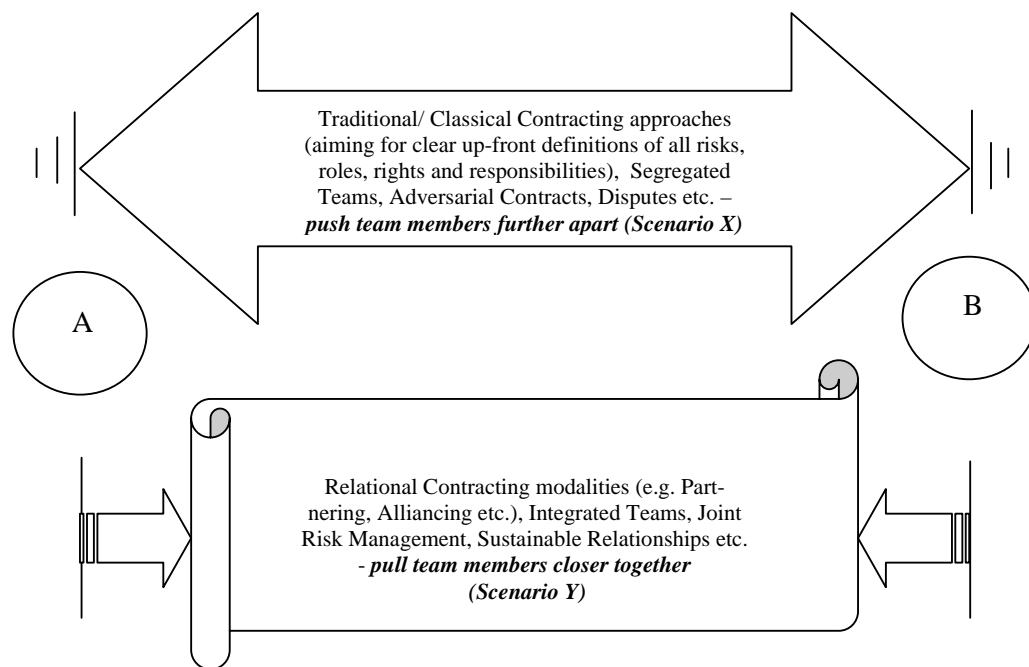 Traditional/ Classical Contracting approaches
(aiming for clear up-front definitions of all risks,
roles, rights and responsibilities), Segregated
Teams, Adversarial Contracts, Disputes etc. –
push team members further apart (Scenario X)
A
B
Relational Contracting modalities (e.g. Part-
nering, Alliancing etc.), Integrated Teams, Joint
Risk Management, Sustainable Relationships etc.
- pull team members closer together
(Scenario Y)